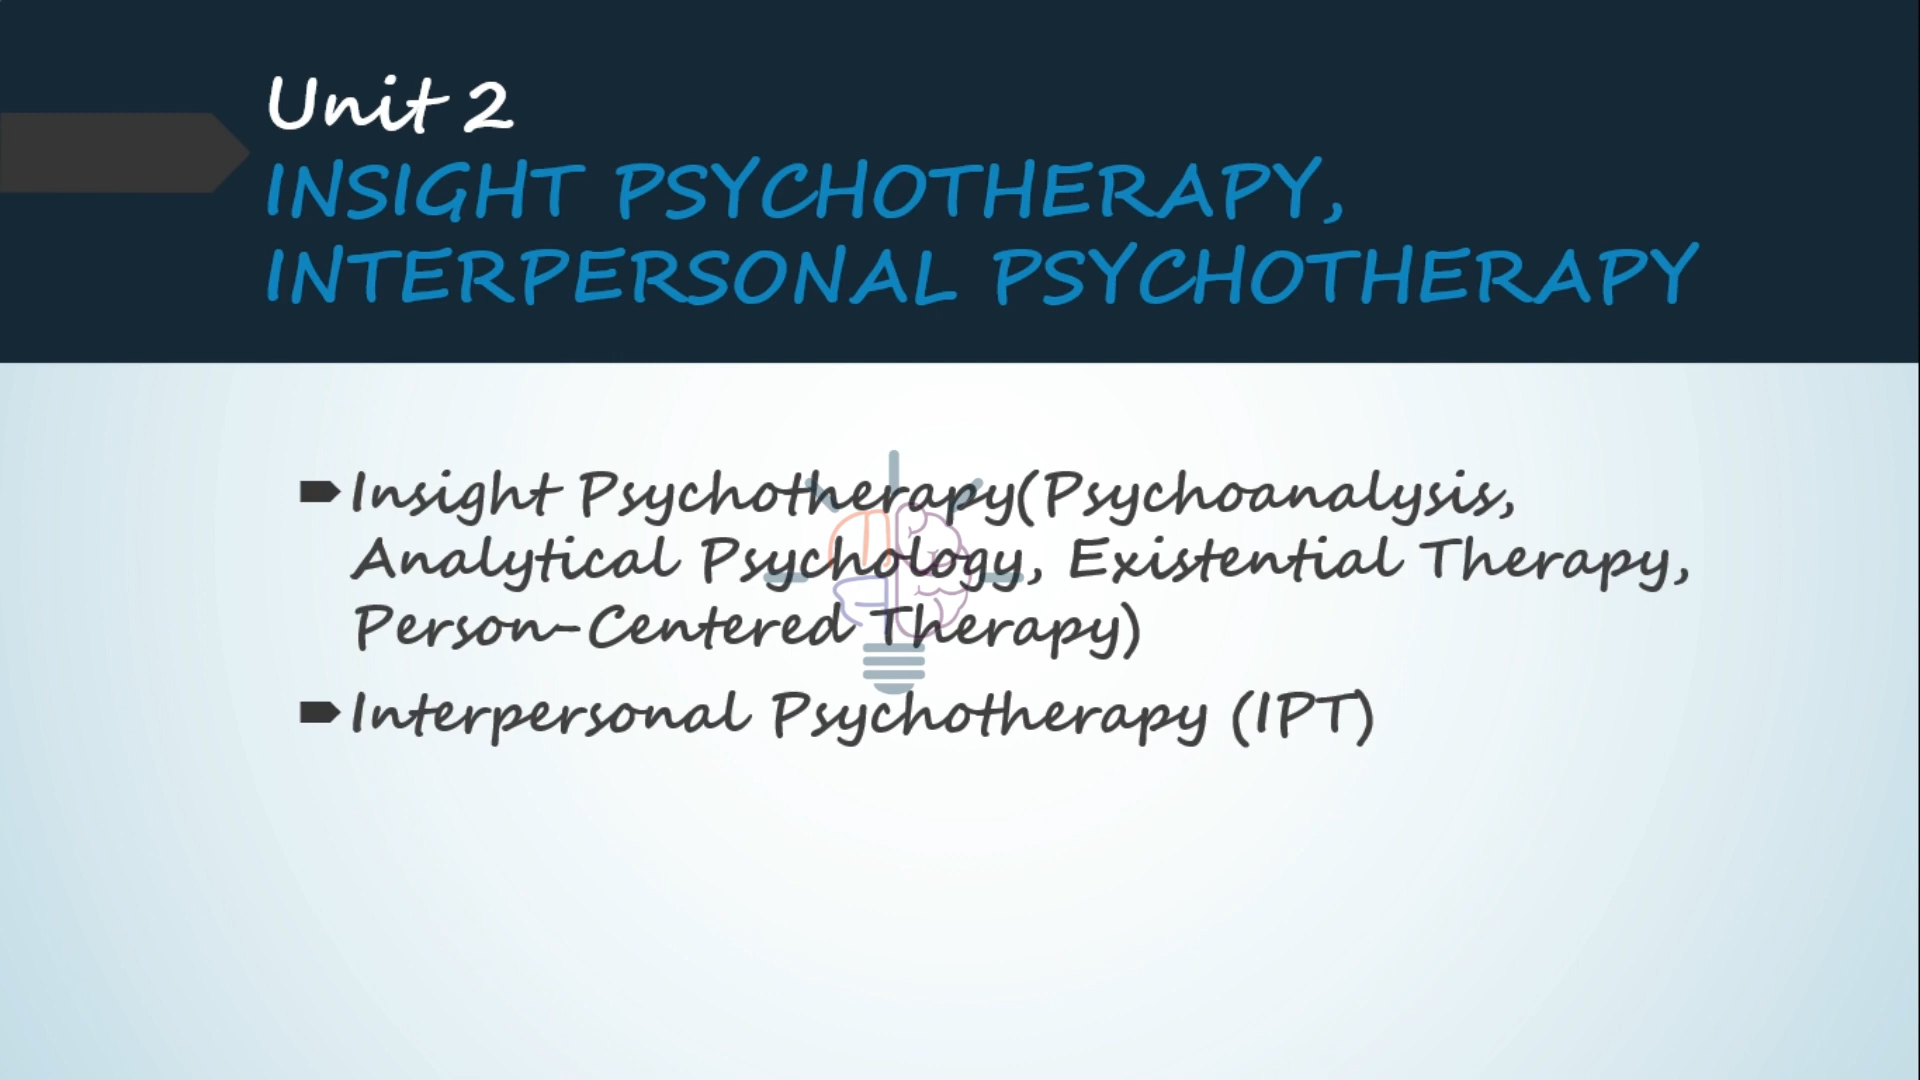 Unit 2
INSIGHT PSYCHOTHERAPY,
INTERPERSONAL PSYCHOTHERAPY
Insight Psychotherapy(Psychoanalysis,
Analytical Psychology, Existential Therapy,
Person-Centered Therapy)
Interpersonal Psychotherapy (IPT)